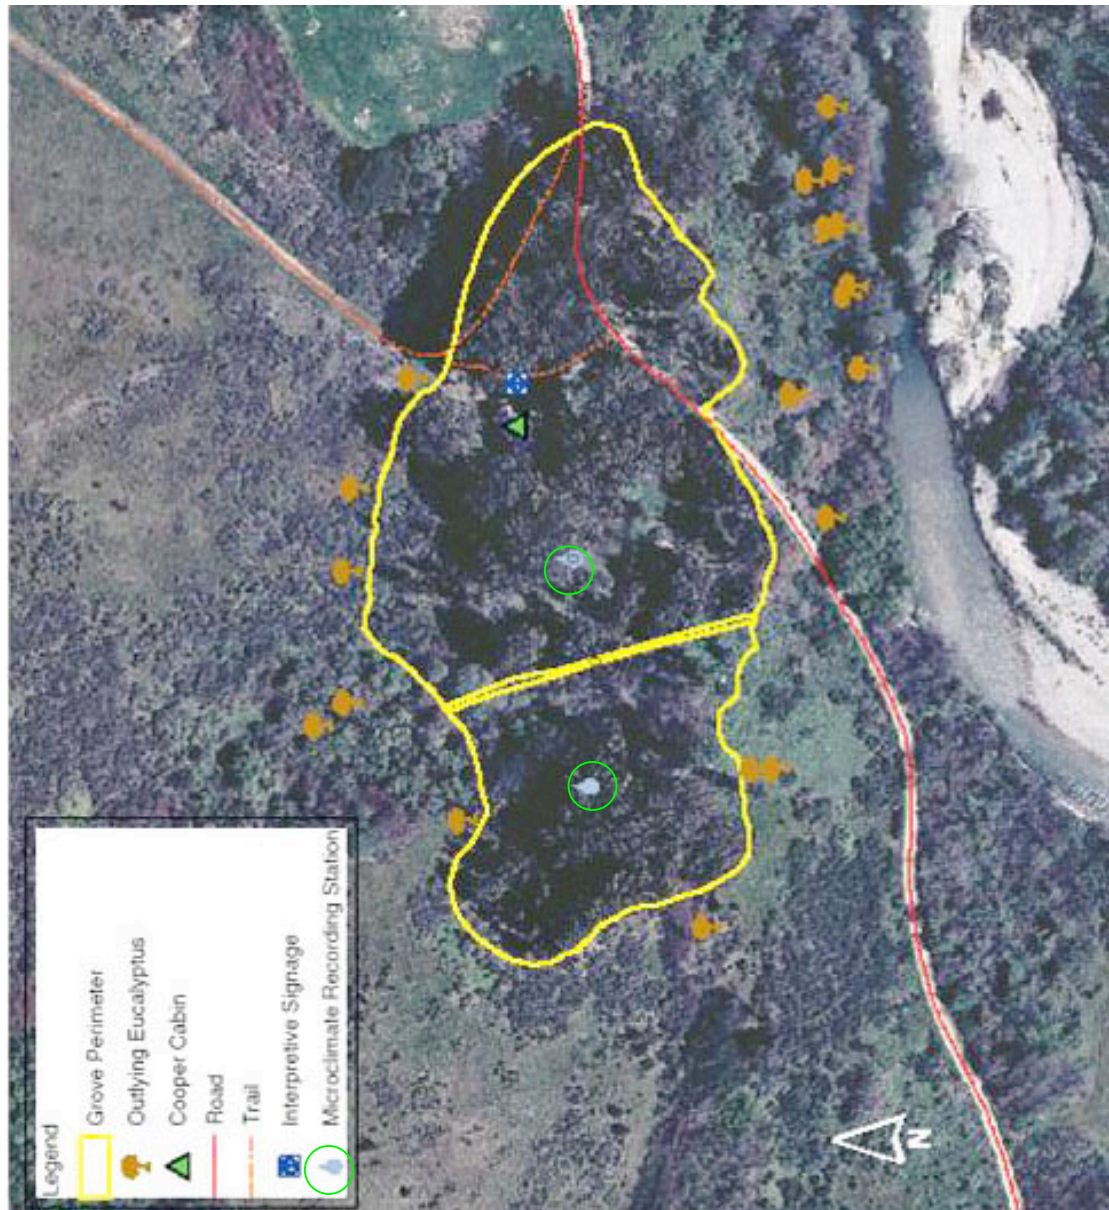 Legend
Grove Perimeter
Outlying Eucalyptus
Cooper Cabin
Road
Trail
Interpretive Signage
Microclimate Recording Station
N